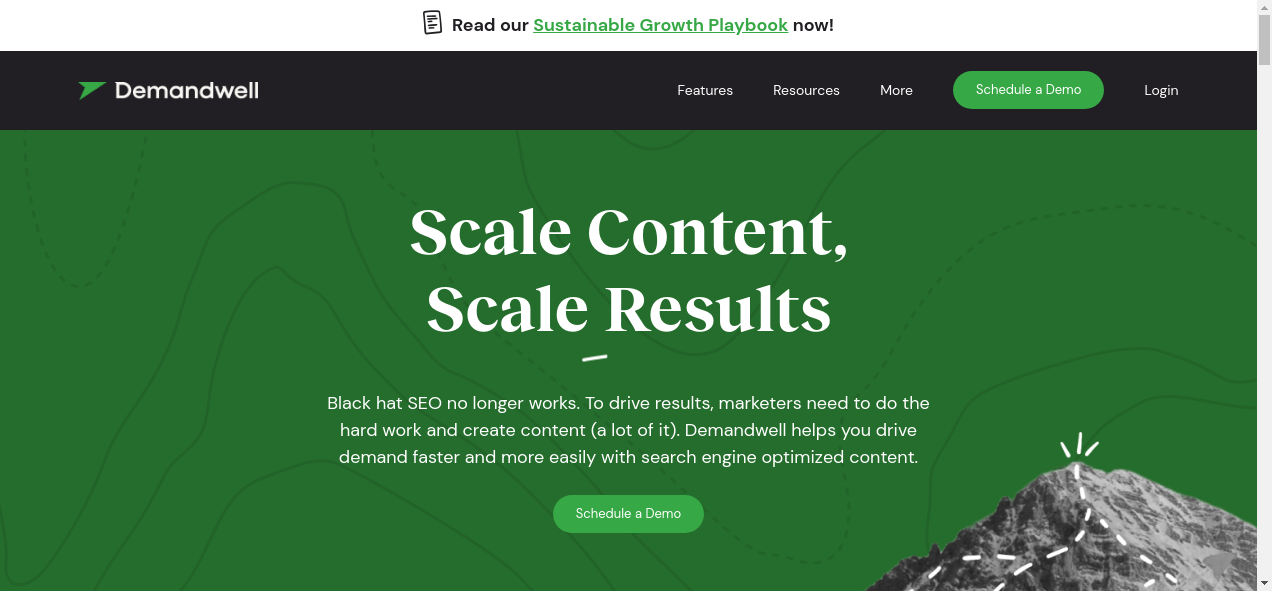 Read our Sustainable Growth Playbook now!
Demandwell
Features Resources More Schedule a Demo Login
Scale Content,
Scale Results
Black hat SEO no longer works. To drive results, marketers need to do the
hard work and create content (a lot of it). Demandwell helps you drive
demand faster and more easily with search engine optimized content.
Schedule a Demo